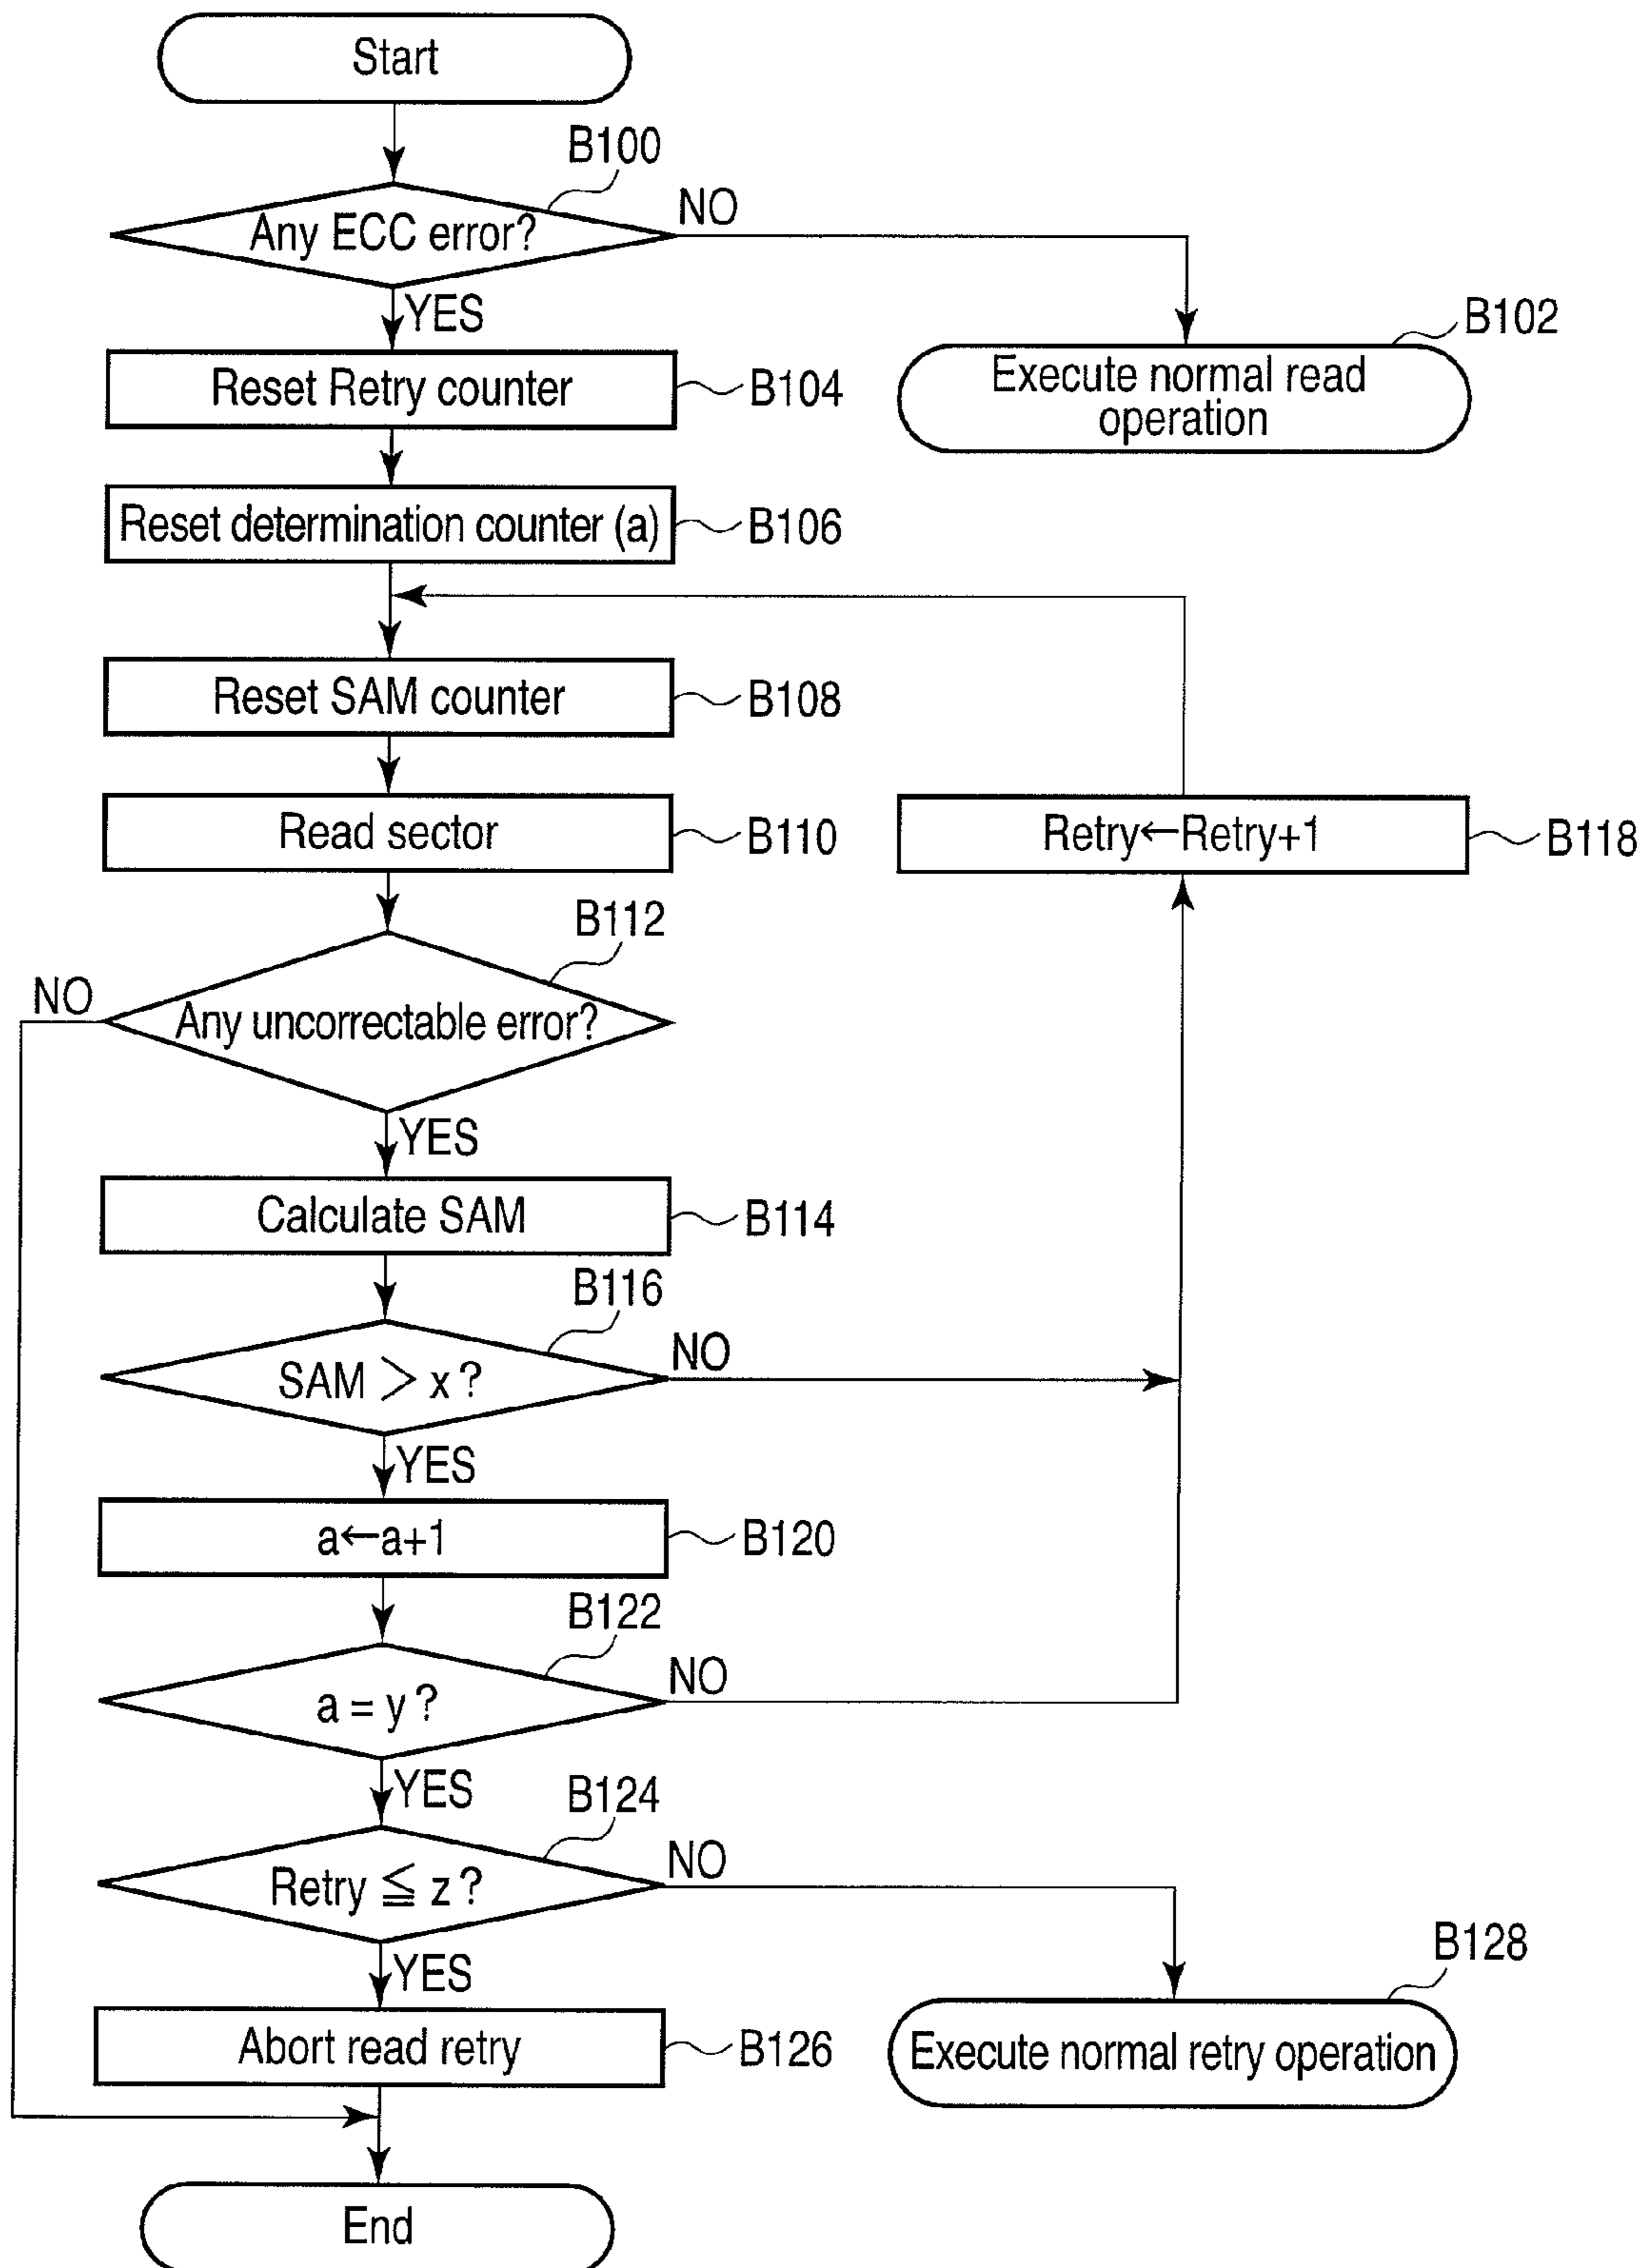 Start
B100
Any ECC error?
NO
YES
B102
Execute normal read
operation
Reset Retry counter
B104
Reset determination counter (a)
B106
Reset SAM counter
B108
Read sector
B110
Retry←Retry+1
B118
B112
NO
Any uncorrectable error?
YES
Calculate SAM
B114
B116
SAM > x ?
NO
YES
a←a+1
B120
B122
a = y ?
NO
YES
B124
Retry ≦ z ?
NO
YES
B128
Abort read retry
B126
Execute normal retry operation
End